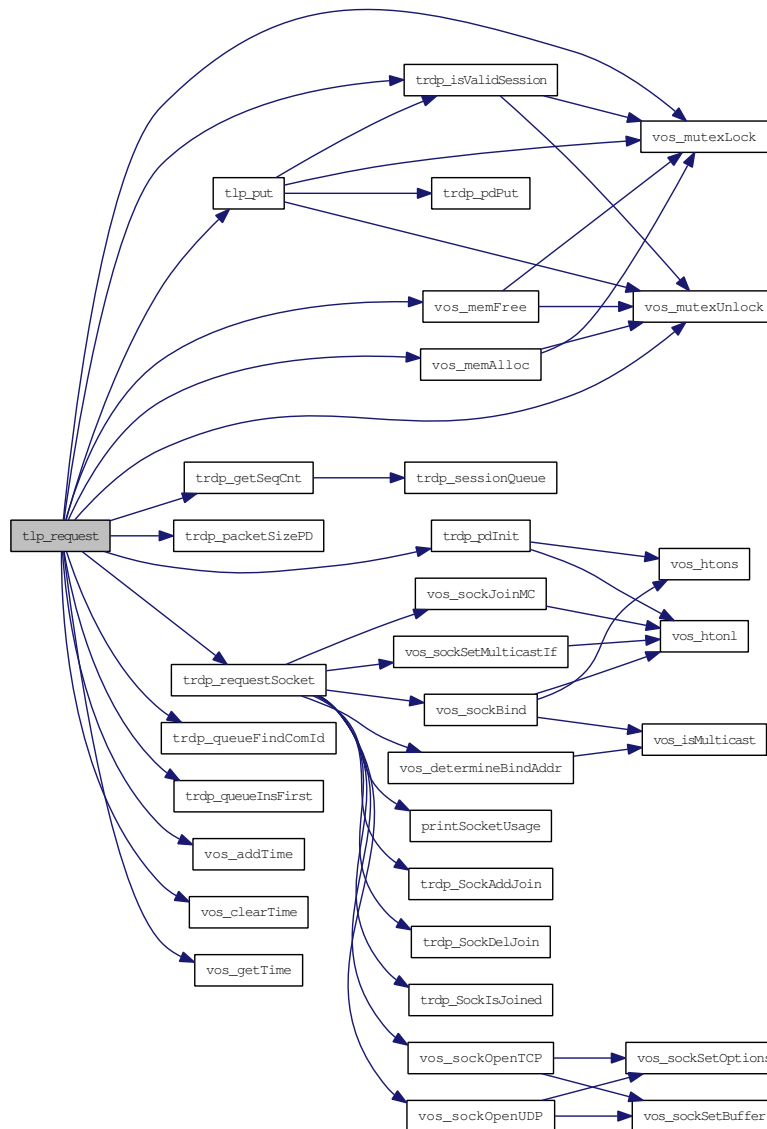 trdp_isValidSession
vos_mutexLock
tlp_put
trdp_pdPut
vos_memFree
vos_mutexUnlock
vos_memAlloc
trdp_getSeqCnt
trdp_sessionQueue
tlp_request
trdp_packetSizePD
trdp_pdInit
vos_htons
vos_sockJoinMC
vos_htonl
vos_sockSetMulticastIf
trdp_requestSocket
vos_sockBind
trdp_queueFindComId
vos_isMulticast
vos_determineBindAddr
trdp_queueInsFirst
printSocketUsage
vos_addTime
trdp_SockAddJoin
vos_clearTime
trdp_SockDelJoin
vos_getTime
trdp_SockIsJoined
vos_sockOpenTCP
vos_sockSetOptions
vos_sockOpenUDP
vos_sockSetBuffer